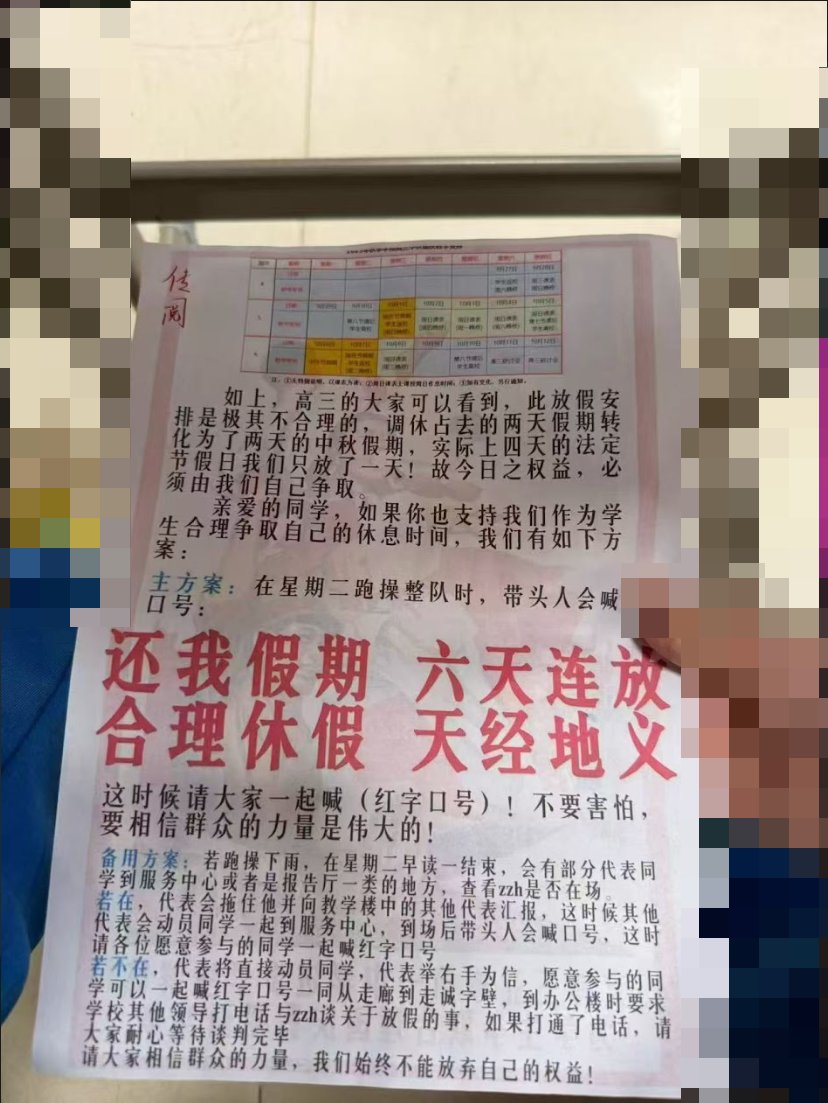 传阅
如上，高三的大家可以看到，此放假安
排是极其不合理的，调休占去的两天假期转
化为了两天的中秋假期，实际上四天的法定
节假日我们只放了一天！故今日之权益，必
须由我们自己争取。
亲爱的同学，如果你也支持我们作为学
生合理争取自己的休息时间，我们有如下方
案：
主方案：在星期二跑操整队时，带头人会喊
口号：
还我假期 六天连放
合理休假 天经地义
这时候请大家一起喊（红字口号）！不要害怕，
要相信群众的力量是伟大的！
备用方案：若跑操下雨，在星期二早读一结束，会有部分代表同
学到服务中心或者是报告厅一类的地方，查看zzh是否在场。
若在，代表会拖住他并向教学楼中的其他代表汇报，这时候其他
代表会动员同学一起到服务中心，到场后带头人会喊口号，这时
请各位愿意参与的同学一起喊红字口号
若不在，代表将直接动员同学，代表举右手为信，愿意参与的同
学可以一起喊红字口号一同从走廊到走诚字壁，到办公楼时要求
学校其他领导打电话与zzh谈关于放假的事，如果打通了电话，请
大家耐心等待谈判完毕
请大家相信群众的力量，我们始终不能放弃自己的权益！